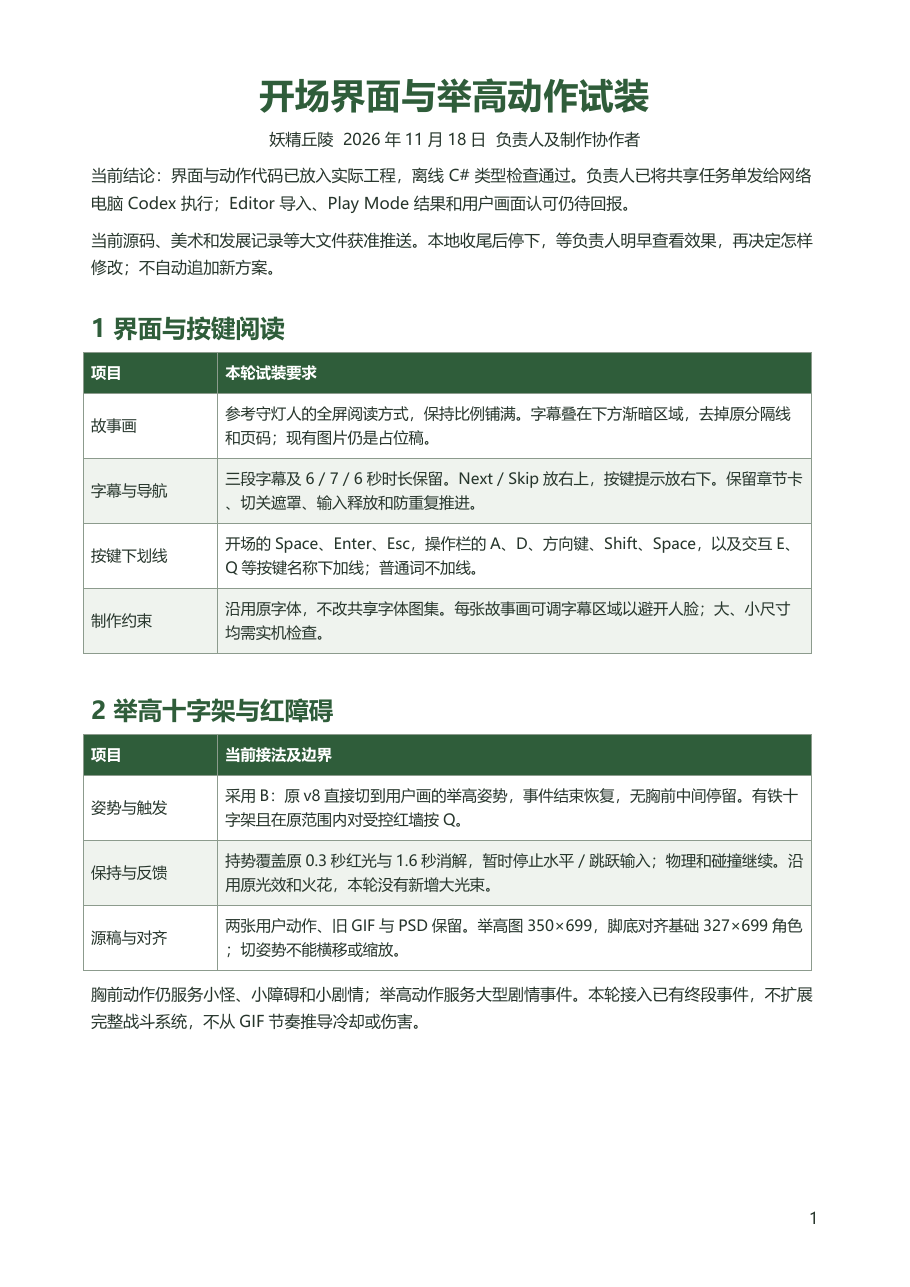 开场界面与举高动作试装
妖精丘陵 2026 年 11 月 18 日 负责人及制作协作者
当前结论：界面与动作代码已放入实际工程，离线 C# 类型检查通过。负责人已将共享任务单发给网络
电脑 Codex 执行；Editor 导入、Play Mode 结果和用户画面认可仍待回报。
当前源码、美术和发展记录等大文件获准推送。本地收尾后停下，等负责人明早查看效果，再决定怎样
修改；不自动追加新方案。
1 界面与按键阅读
项目 本轮试装要求
故事画 参考守灯人的全屏阅读方式，保持比例铺满。字幕叠在下方渐暗区域，去掉原分隔线
和页码；现有图片仍是占位稿。
字幕与导航 三段字幕及 6 / 7 / 6 秒时长保留。Next / Skip 放右上，按键提示放右下。保留章节卡
、切关遮罩、输入释放和防重复推进。
按键下划线 开场的 Space、Enter、Esc，操作栏的 A、D、方向键、Shift、Space，以及交互 E、
Q 等按键名称下加线；普通词不加线。
制作约束 沿用原字体，不改共享字体图集。每张故事画可调字幕区域以避开人脸；大、小尺寸
均需实机检查。
2 举高十字架与红障碍
项目 当前接法及边界
姿势与触发 采用 B：原 v8 直接切到用户画的举高姿势，事件结束恢复，无胸前中间停留。有铁十
字架且在原范围内对受控红墙按 Q。
保持与反馈 持势覆盖原 0.3 秒红光与 1.6 秒消解，暂时停止水平 / 跳跃输入；物理和碰撞继续。沿
用原光效和火花，本轮没有新增大光束。
源稿与对齐 两张用户动作、旧 GIF 与 PSD 保留。举高图 350×699，脚底对齐基础 327×699 角色
；切姿势不能横移或缩放。
胸前动作仍服务小怪、小障碍和小剧情；举高动作服务大型剧情事件。本轮接入已有终段事件，不扩展
完整战斗系统，不从 GIF 节奏推导冷却或伤害。
1